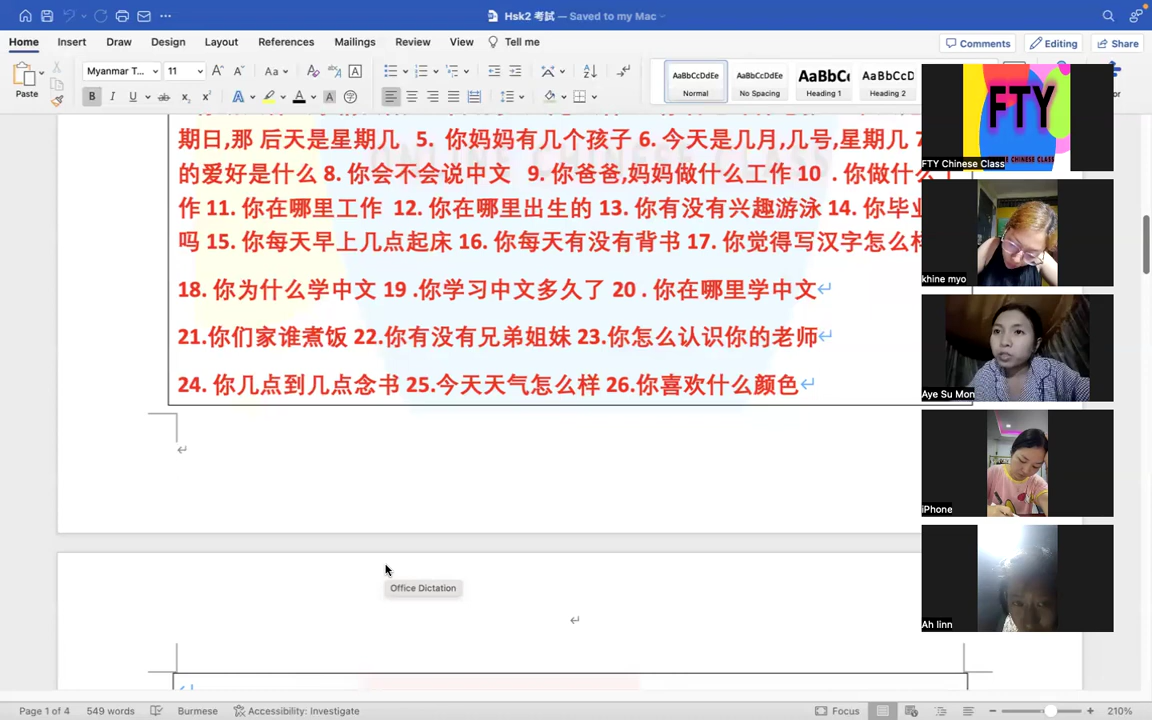 Hsk2 考試 — Saved to my Mac
Home Insert Draw Design Layout References Mailings Review View Tell me Comments Editing Share
Paste Myanmar T... 11 Aa AaBbCcDdEe AaBbCcDdEe AaBbC AaBbCcD
B I U ab x₂ x² A A Normal No Spacing Heading 1 Heading 2
期日,那 后天是星期几 5. 你妈妈有几个孩子 6. 今天是几月,几号,星期几 7
的爱好是什么 8. 你会不会说中文 9. 你爸爸,妈妈做什么工作 10 . 你做什么工
作 11. 你在哪里工作 12. 你在哪里出生的 13. 你有没有兴趣游泳 14. 你毕业
吗 15. 你每天早上几点起床 16. 你每天有没有背书 17. 你觉得写汉字怎么样
18. 你为什么学中文 19 .你学习中文多久了 20 . 你在哪里学中文
21.你们家谁煮饭 22.你有没有兄弟姐妹 23.你怎么认识你的老师
24. 你几点到几点念书 25.今天天气怎么样 26.你喜欢什么颜色
Office Dictation
FTY
CHINESE CLASS
FTY Chinese Class
khine myo
Aye Su Mon
iPhone
Ah linn
Page 1 of 4 549 words Burmese Accessibility: Investigate Focus 210%